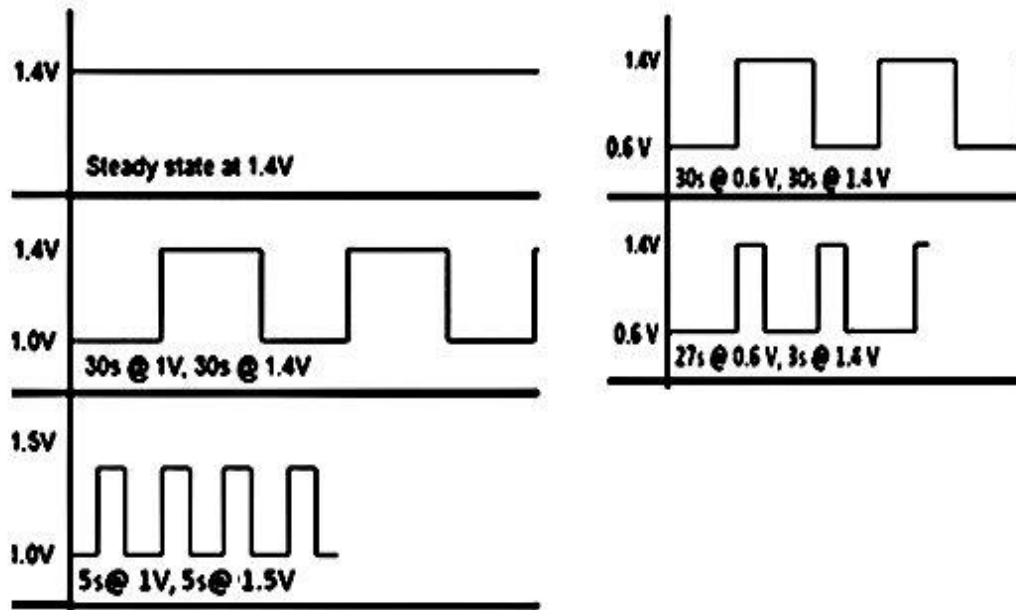 1.4V
Steady state at 1.4V
1.4V
1.0V
30s @ 1V, 30s @ 1.4V
1.5V
1.0V
5s@ 1V, 5s@ 1.5V
1.4V
0.6 V
30s @ 0.6 V, 30s @ 1.4 V
1.4V
0.6 V
27s @ 0.6 V, 3s @ 1.4 V